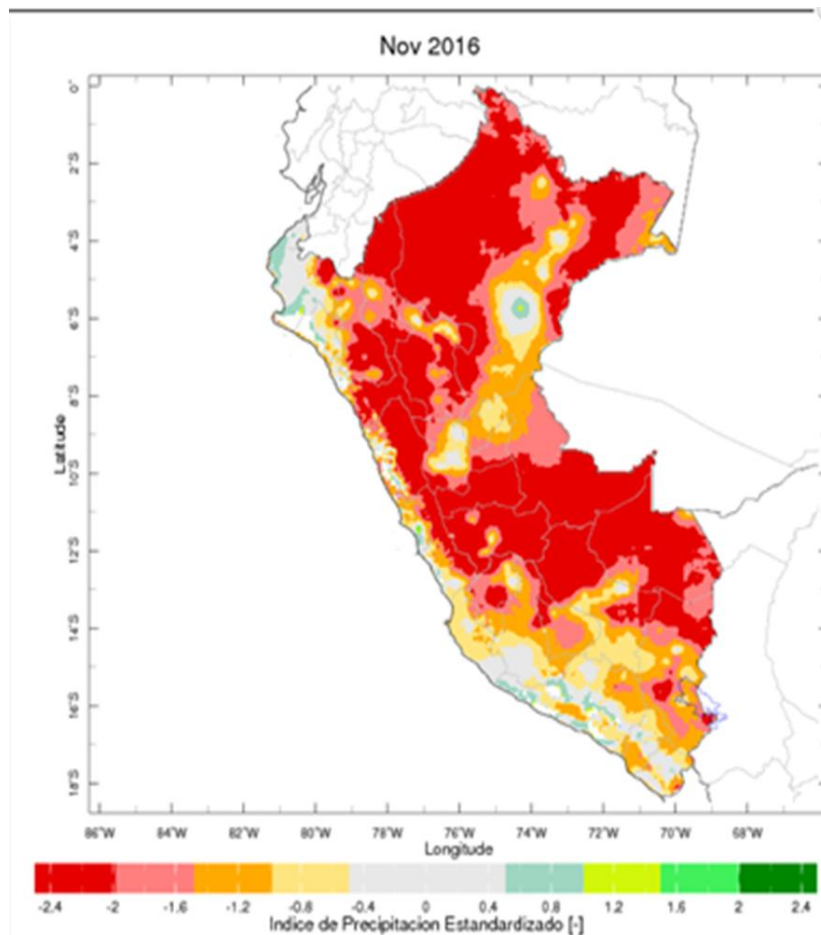 Nov 2016
0°
2°S
4°S
6°S
8°S
10°S
12°S
14°S
16°S
18°S
Latitude
86°W 84°W 82°W 80°W 78°W 76°W 74°W 72°W 70°W 68°W
Longitude
-2.4 -2 -1.6 -1.2 -0.8 -0.4 0 0.4 0.8 1.2 1.6 2 2.4
Indice de Precipitacion Estandardizado [-]